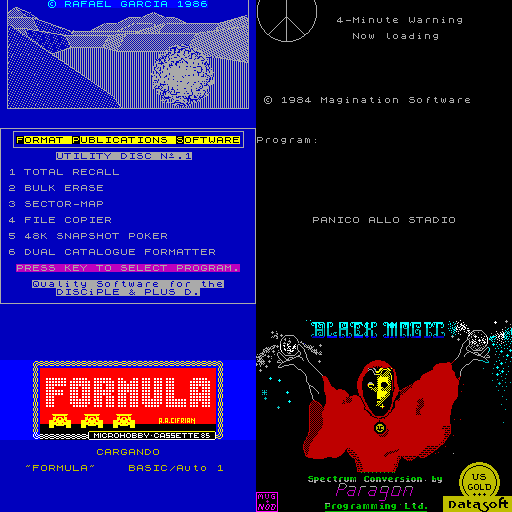 © RAFAEL GARCIA 1986
4-Minute Warning
Now loading
© 1984 Magination Software
FORMAT PUBLICATIONS SOFTWARE
UTILITY DISC Nº.1
1 TOTAL RECALL
2 BULK ERASE
3 SECTOR-MAP
4 FILE COPIER
5 48K SNAPSHOT POKER
6 DUAL CATALOGUE FORMATTER
PRESS KEY TO SELECT PROGRAM.
Quality Software for the
DISCiPLE & PLUS D.
Program:
PANICO ALLO STADIO
FORMULA
A.A.CIFRIAN
MICROHOBBY·CASSETTE 35
CARGANDO
"FORMULA" BASIC/Auto 1
BLACK MAGIC
Spectrum Conversion by
Paragon
Programming Ltd.
US
GOLD
Datasoft